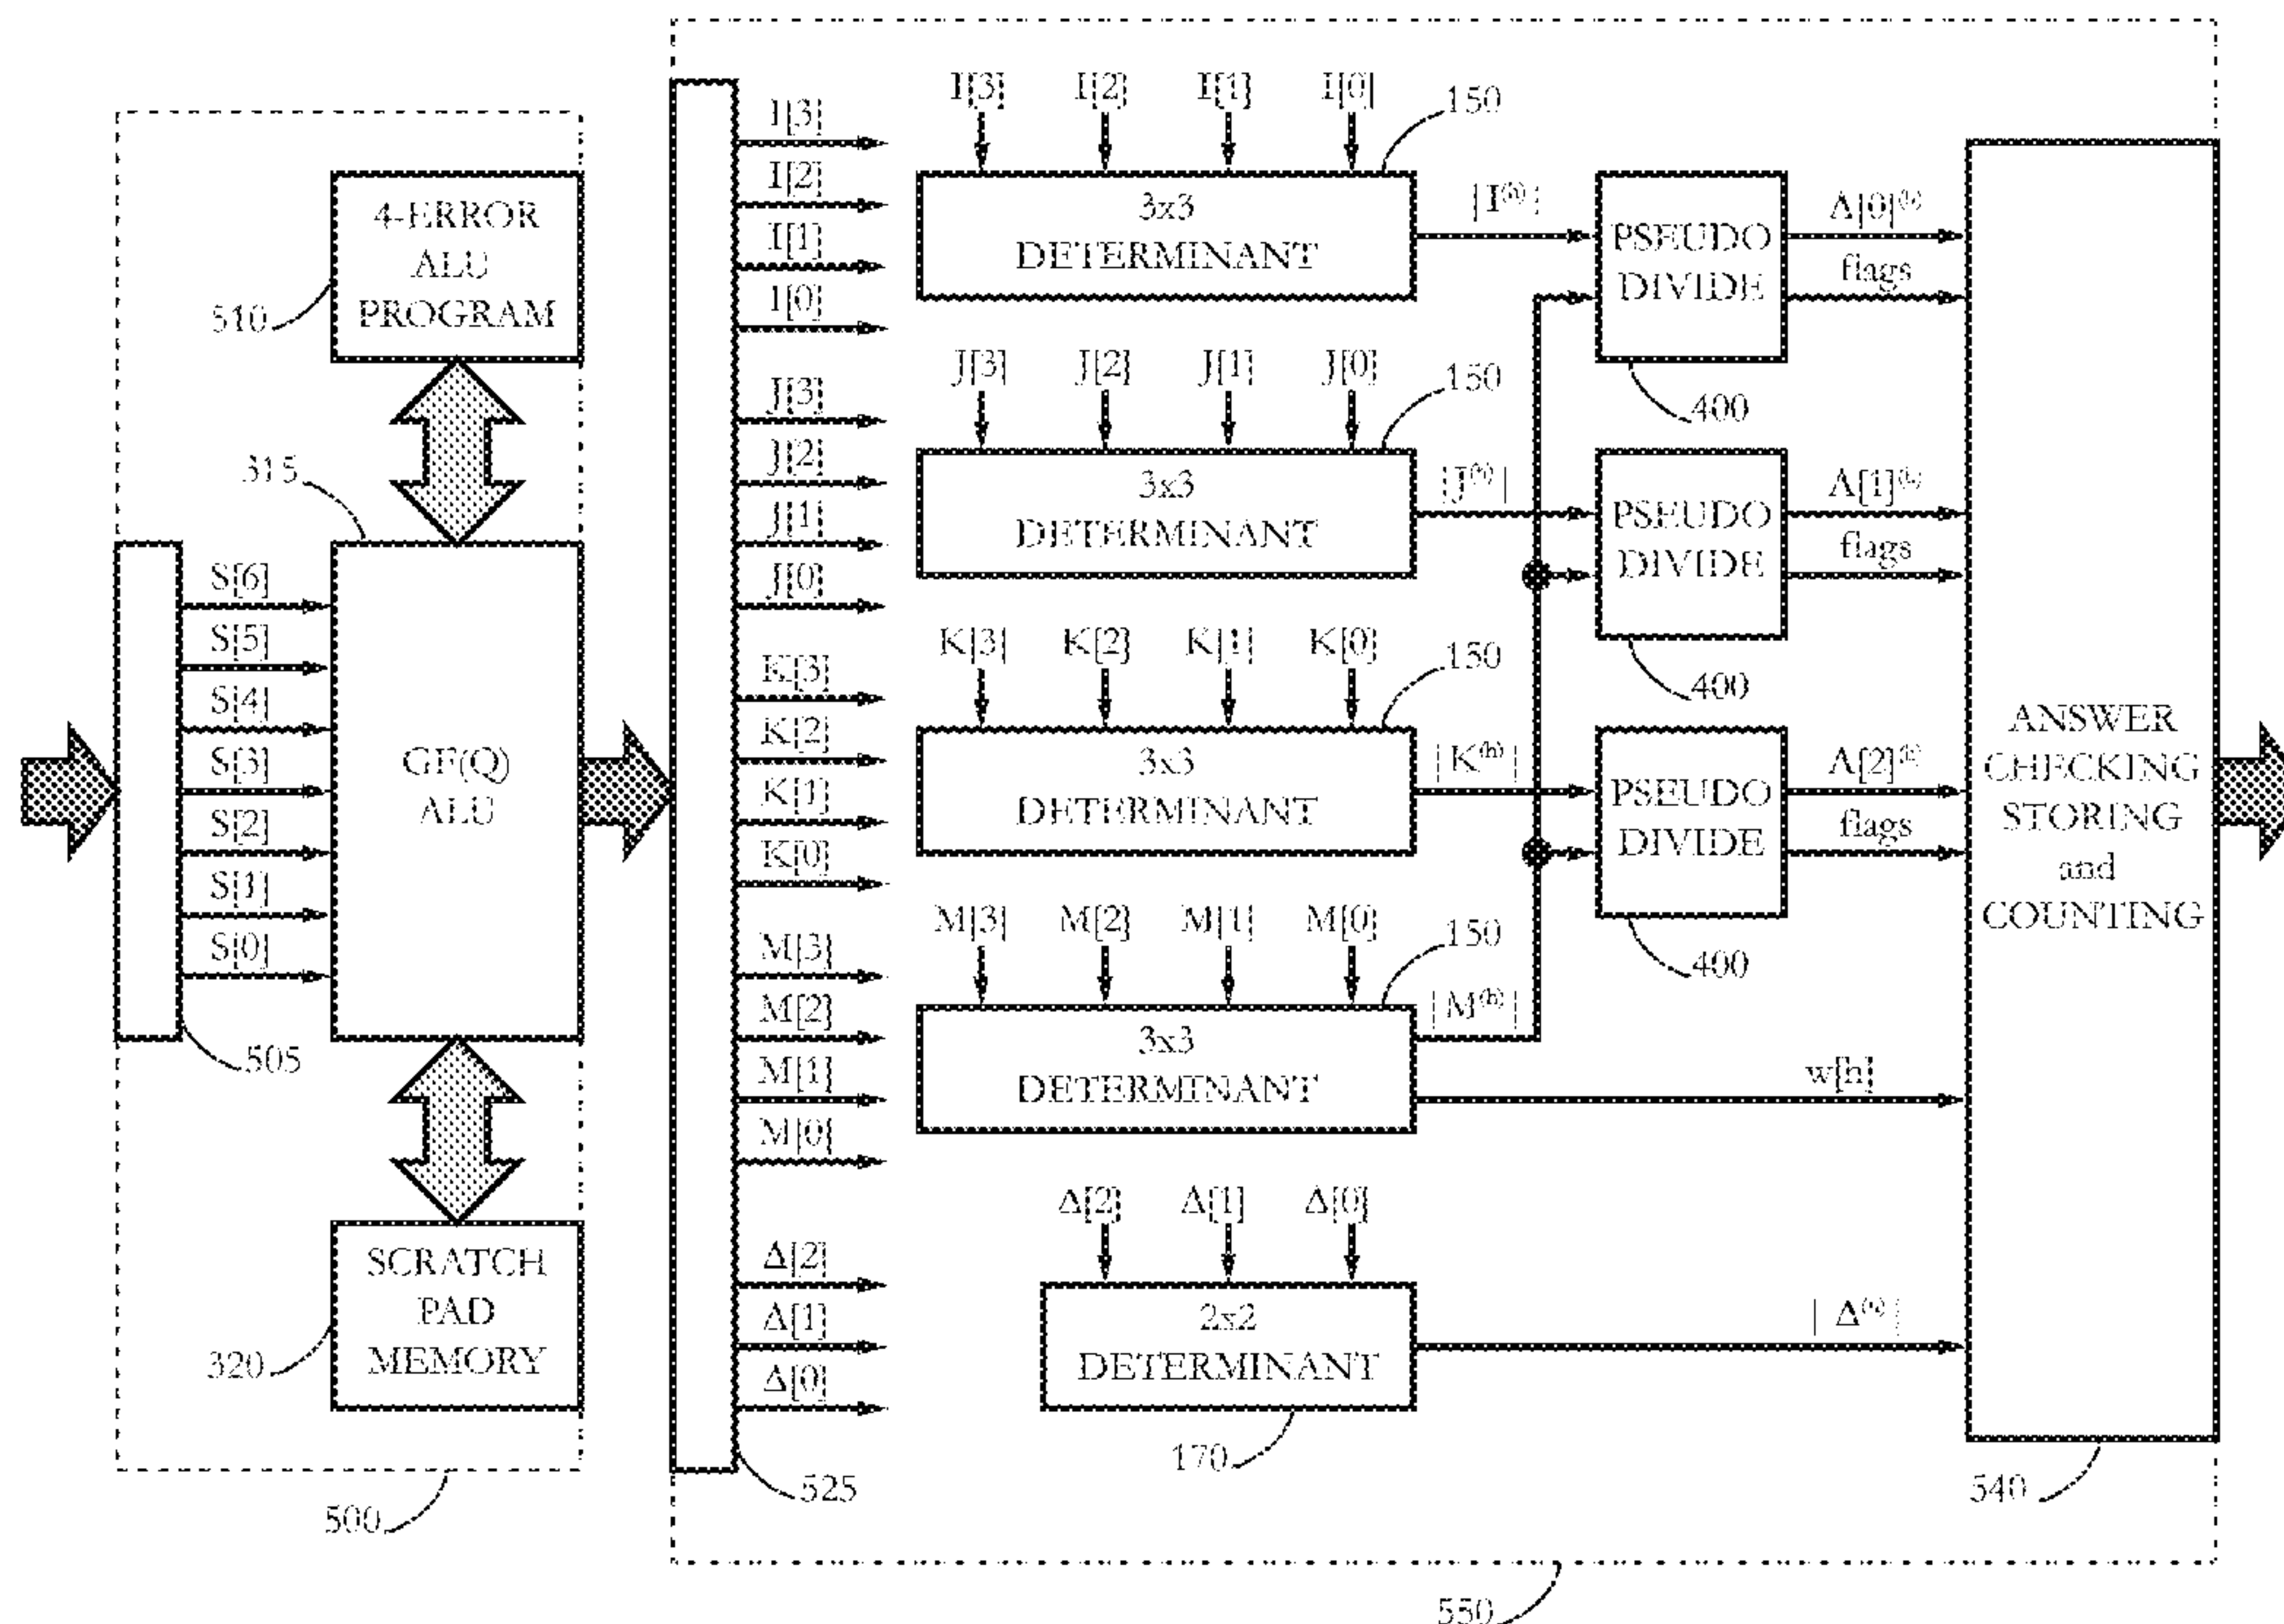 4-ERROR
ALU
PROGRAM
510
315
S[6]
S[5]
S[4]
S[3]
S[2]
S[1]
S[0]
GF(Q)
ALU
505
SCRATCH
PAD
MEMORY
320
500
I[3]
I[2]
I[1]
I[0]
J[3]
J[2]
J[1]
J[0]
K[3]
K[2]
K[1]
K[0]
M[3]
M[2]
M[1]
M[0]
Δ[2]
Δ[1]
Δ[0]
525
I[3] I[2] I[1] I[0]
150
3x3
DETERMINANT
|I⁽ʰ⁾|
J[3] J[2] J[1] J[0]
150
3x3
DETERMINANT
|J⁽ʰ⁾|
K[3] K[2] K[1] K[0]
150
3x3
DETERMINANT
|K⁽ʰ⁾|
M[3] M[2] M[1] M[0]
150
3x3
DETERMINANT
|M⁽ʰ⁾|
w[h]
Δ[2] Δ[1] Δ[0]
2x2
DETERMINANT
|Δ⁽ʰ⁾|
170
PSEUDO
DIVIDE
400
Λ[0]⁽ʰ⁾
flags
PSEUDO
DIVIDE
400
Λ[1]⁽ʰ⁾
flags
PSEUDO
DIVIDE
400
Λ[2]⁽ʰ⁾
flags
ANSWER
CHECKING
STORING
and
COUNTING
540
550